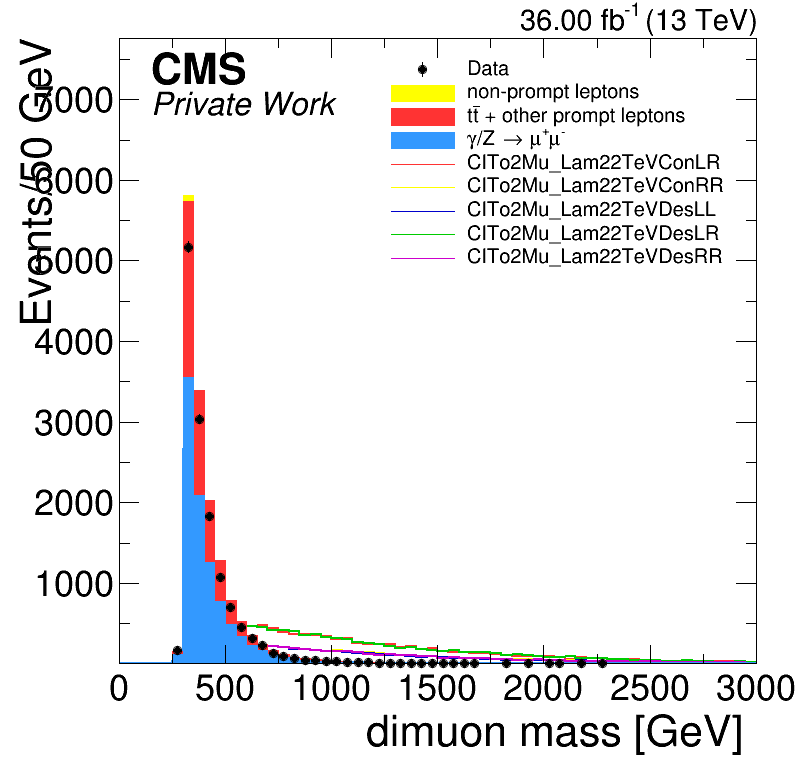 36.00 fb-1 (13 TeV)
CMS
Private Work
Data
non-prompt leptons
tt̄ + other prompt leptons
γ/Z → μ+μ-
CITo2Mu_Lam22TeVConLR
CITo2Mu_Lam22TeVConRR
CITo2Mu_Lam22TeVDesLL
CITo2Mu_Lam22TeVDesLR
CITo2Mu_Lam22TeVDesRR
Events/50 GeV
7000
6000
5000
4000
3000
2000
1000
0 500 1000 1500 2000 2500 3000
dimuon mass [GeV]